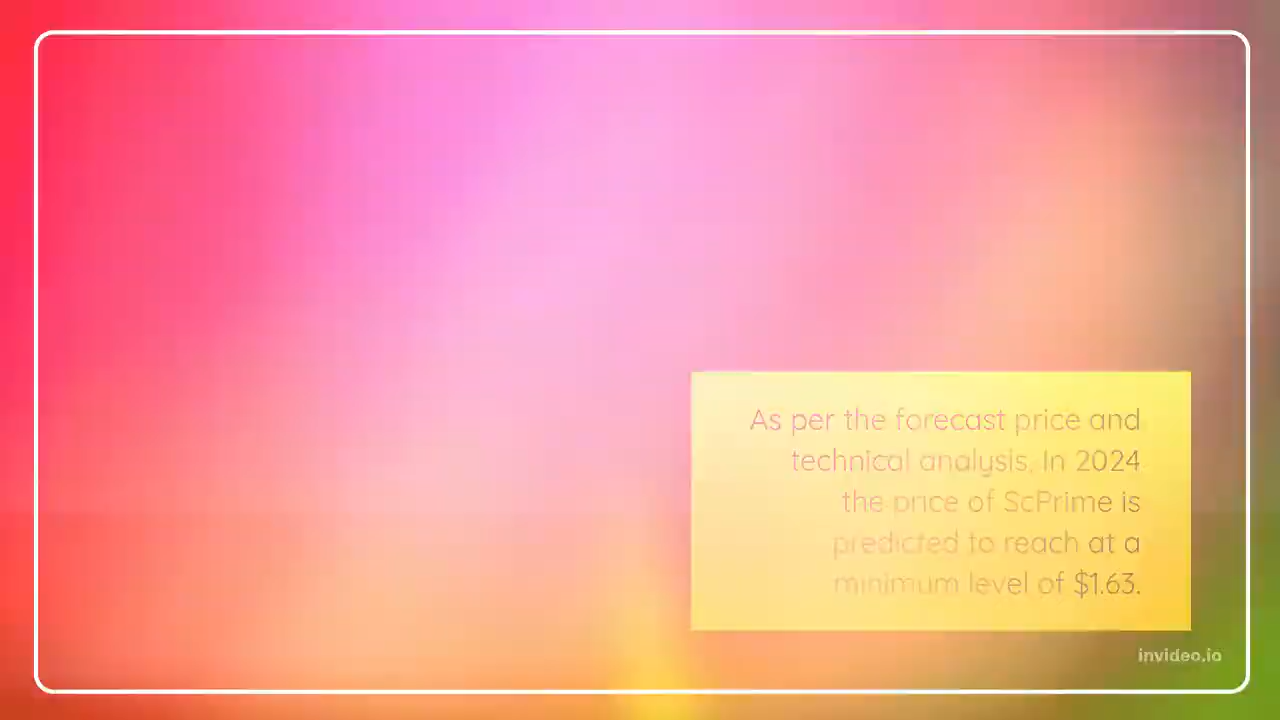 As per the forecast price and
technical analysis, In 2024
the price of ScPrime is
predicted to reach at a
minimum level of $1.63.
invideo.io